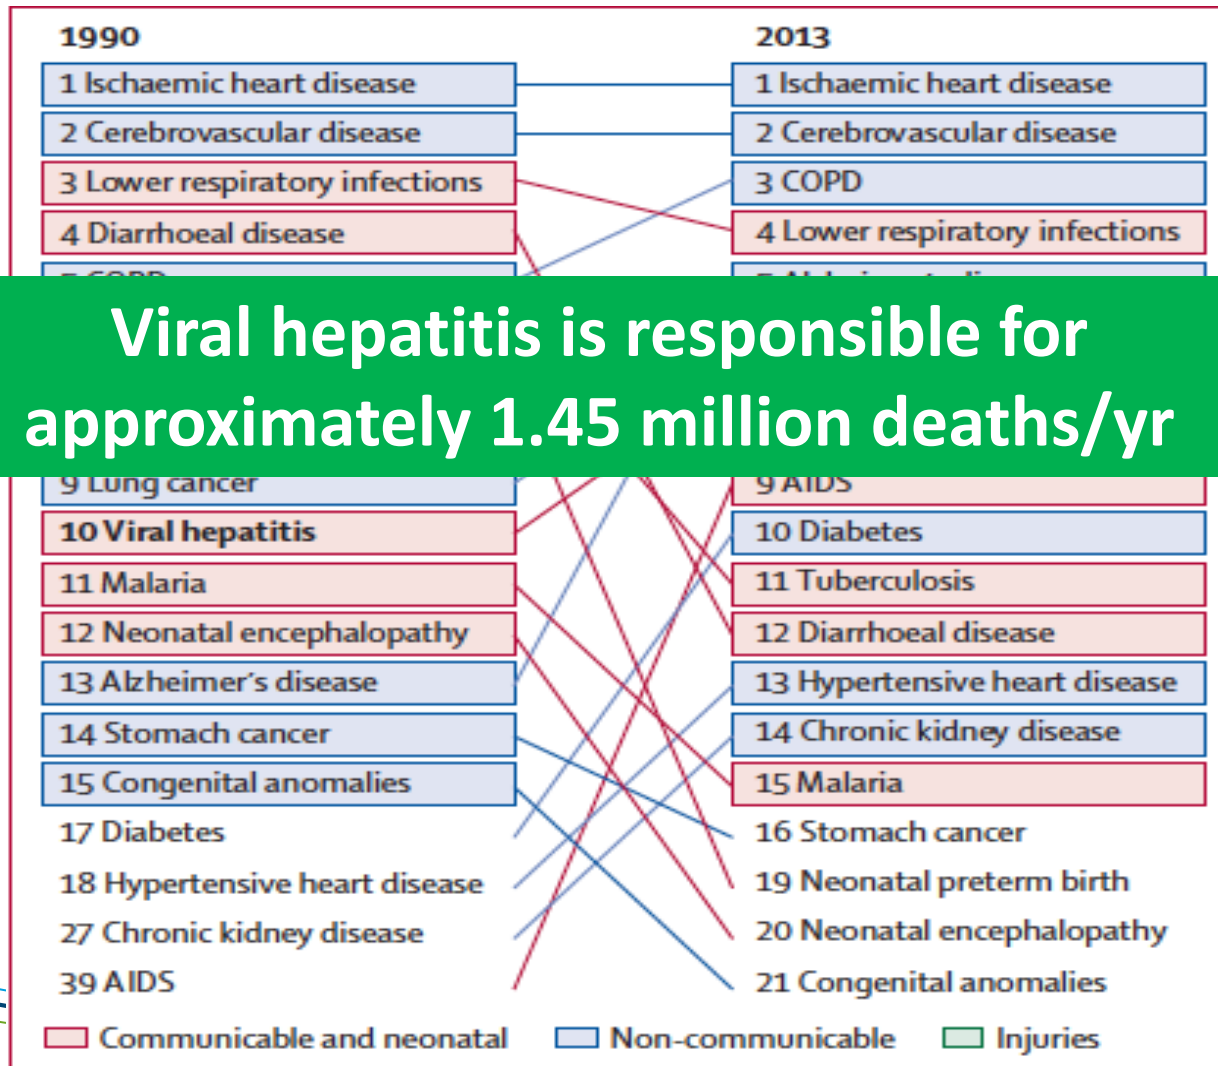 1990
1 Ischaemic heart disease
2 Cerebrovascular disease
3 Lower respiratory infections
4 Diarrhoeal disease
2013
1 Ischaemic heart disease
2 Cerebrovascular disease
3 COPD
4 Lower respiratory infections
Viral hepatitis is responsible for
approximately 1.45 million deaths/yr
9 Lung cancer
10 Viral hepatitis
11 Malaria
12 Neonatal encephalopathy
13 Alzheimer's disease
14 Stomach cancer
15 Congenital anomalies
17 Diabetes
18 Hypertensive heart disease
27 Chronic kidney disease
39 AIDS
9 AIDS
10 Diabetes
11 Tuberculosis
12 Diarrhoeal disease
13 Hypertensive heart disease
14 Chronic kidney disease
15 Malaria
16 Stomach cancer
19 Neonatal preterm birth
20 Neonatal encephalopathy
21 Congenital anomalies
Communicable and neonatal
Non-communicable
Injuries